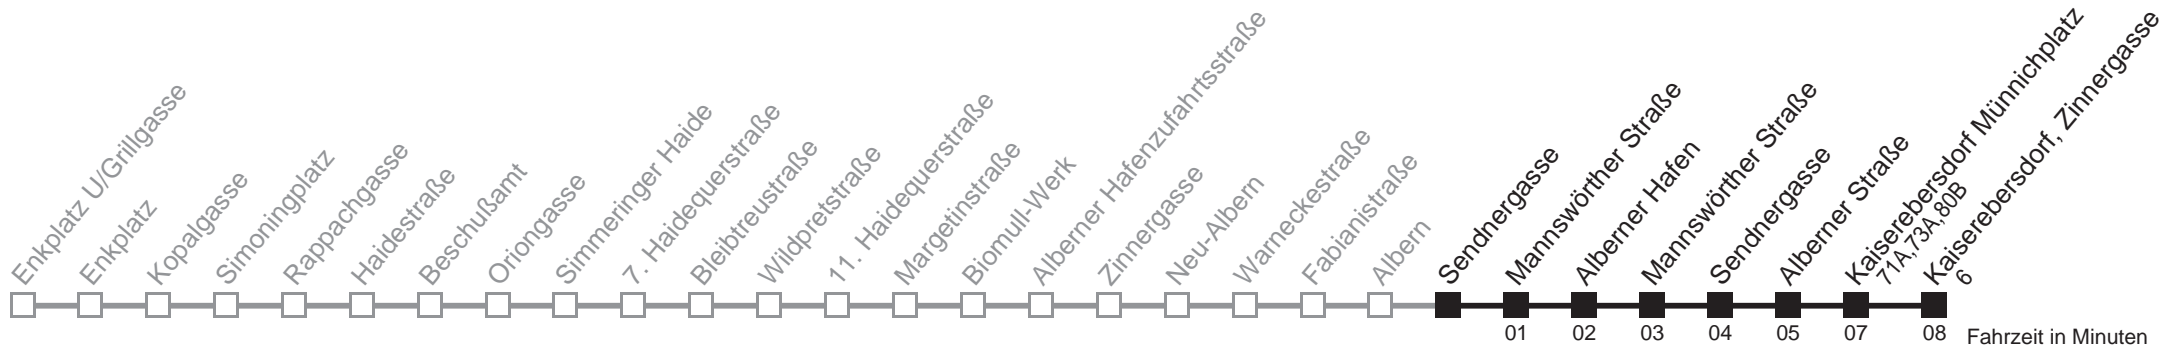 Enkplatz U/Grillgasse
Enkplatz
Kopalgasse
Simoningplatz
Rappachgasse
Haidestraße
Beschußamt
Oriongasse
Simmeringer Haide
7. Haidequerstraße
Bleibtreustraße
Wildpretstraße
11. Haidequerstraße
Margetinstraße
Biomull-Werk
Alberner Hafenzufahrtsstraße
Zinnergasse
Neu-Albern
Warneckestraße
Fabianistraße
Albern
Sendnergasse
Mannswörther Straße
Alberner Hafen
Mannswörther Straße
Sendnergasse
Alberner Straße
Kaiserebersdorf Münnichplatz
71A,73A,80B
Kaiserebersdorf, Zinnergasse
6
01 02 03 04 05 07 08 Fahrzeit in Minuten